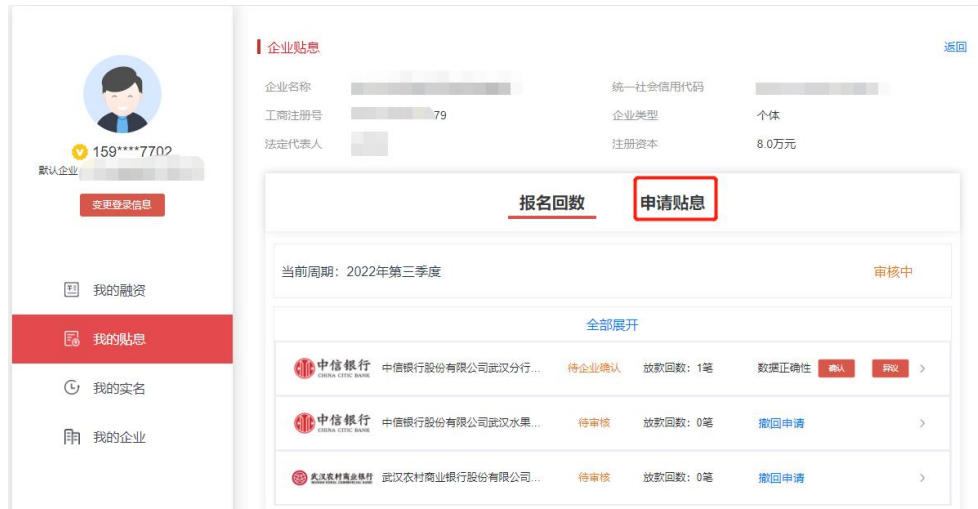 企业贴息
返回
企业名称
统一社会信用代码
工商注册号 79
企业类型 个体
法定代表人
注册资本 8.0万元
159****7702
默认企业
变更登录信息
报名回数
申请贴息
当前周期：2022年第三季度
审核中
我的融资
我的贴息
我的实名
我的企业
全部展开
中信银行
CHINA CITIC BANK
中信银行股份有限公司武汉分行... 待企业确认 放款回数：1笔 数据正确性 确认 异议
中信银行
CHINA CITIC BANK
中信银行股份有限公司武汉水果... 待审核 放款回数：0笔 撤回申请
武汉农村商业银行
武汉农村商业银行股份有限公司... 待审核 放款回数：0笔 撤回申请